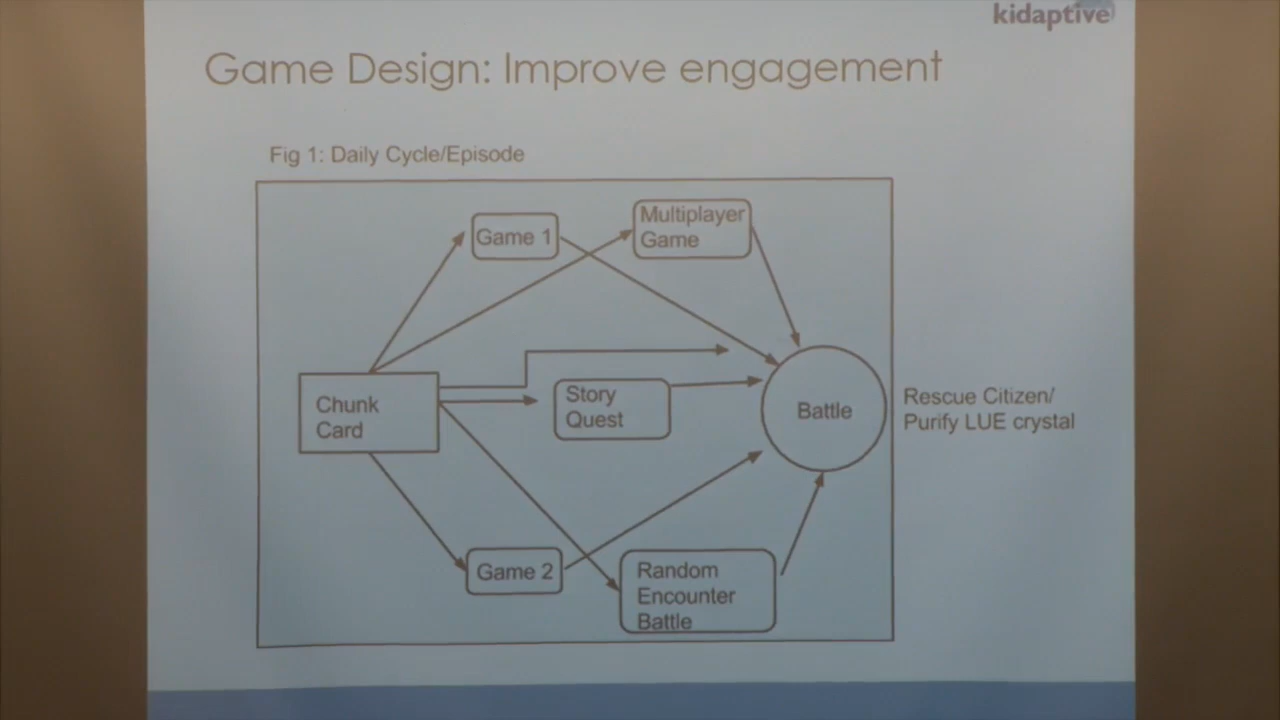 kidaptive
Game Design: Improve engagement
Fig 1: Daily Cycle/Episode
Game 1
Multiplayer
Game
Chunk
Card
Story
Quest
Battle
Rescue Citizen/
Purify LUE crystal
Game 2
Random
Encounter
Battle